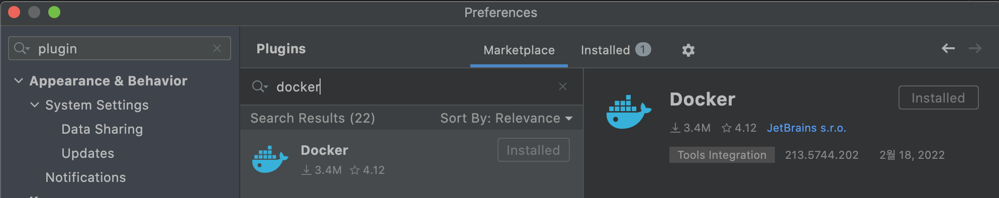 Preferences
plugin
Appearance & Behavior
System Settings
Data Sharing
Updates
Notifications
Plugins
Marketplace
Installed 1
docker
Search Results (22)
Sort By: Relevance
Docker
Installed
3.4M 4.12
Docker
Installed
3.4M 4.12 JetBrains s.r.o.
Tools Integration 213.5744.202 2월 18, 2022